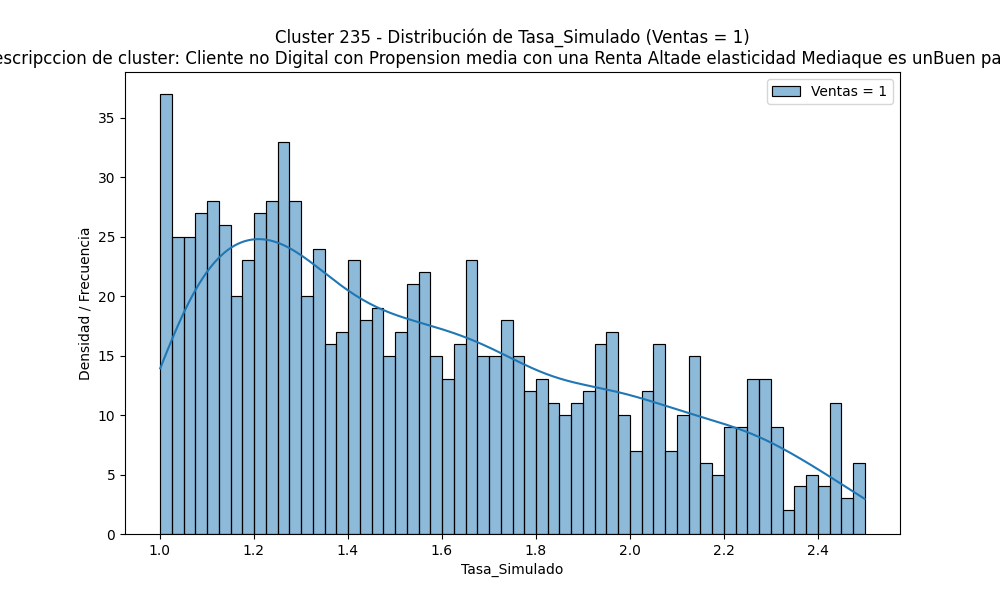 Cluster 235 - Distribución de Tasa_Simulado (Ventas = 1)
escripccion de cluster: Cliente no Digital con Propension media con una Renta Altade elasticidad Mediaque es unBuen pa
Ventas = 1
Densidad / Frecuencia
35
30
25
20
15
10
5
0
1.0 1.2 1.4 1.6 1.8 2.0 2.2 2.4
Tasa_Simulado